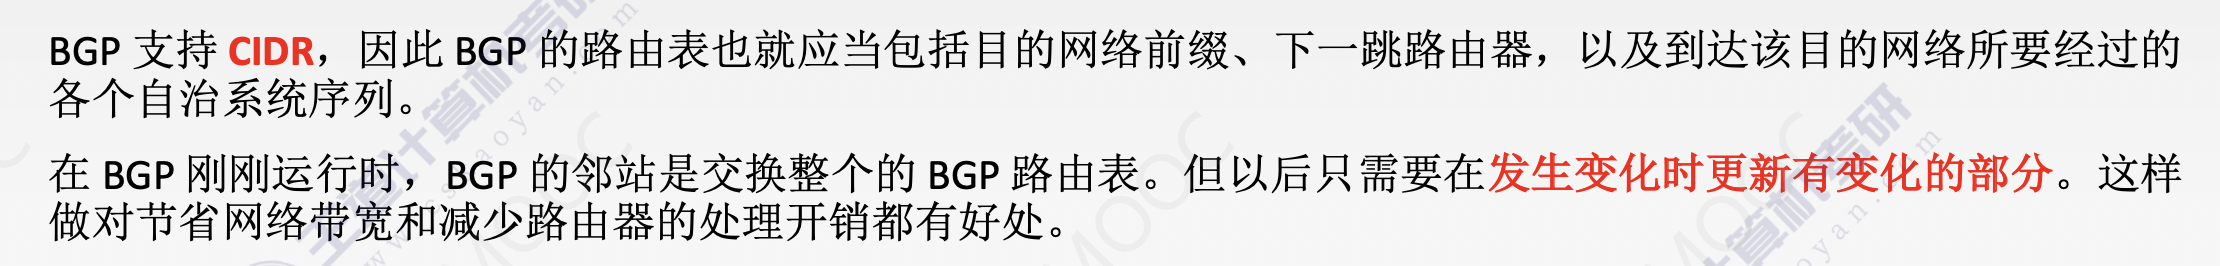 BGP 支持 CIDR，因此 BGP 的路由表也就应当包括目的网络前缀、下一跳路由器，以及到达该目的网络所要经过的
各个自治系统序列。
在 BGP 刚刚运行时，BGP 的邻站是交换整个的 BGP 路由表。但以后只需要在发生变化时更新有变化的部分。这样
做对节省网络带宽和减少路由器的处理开销都有好处。